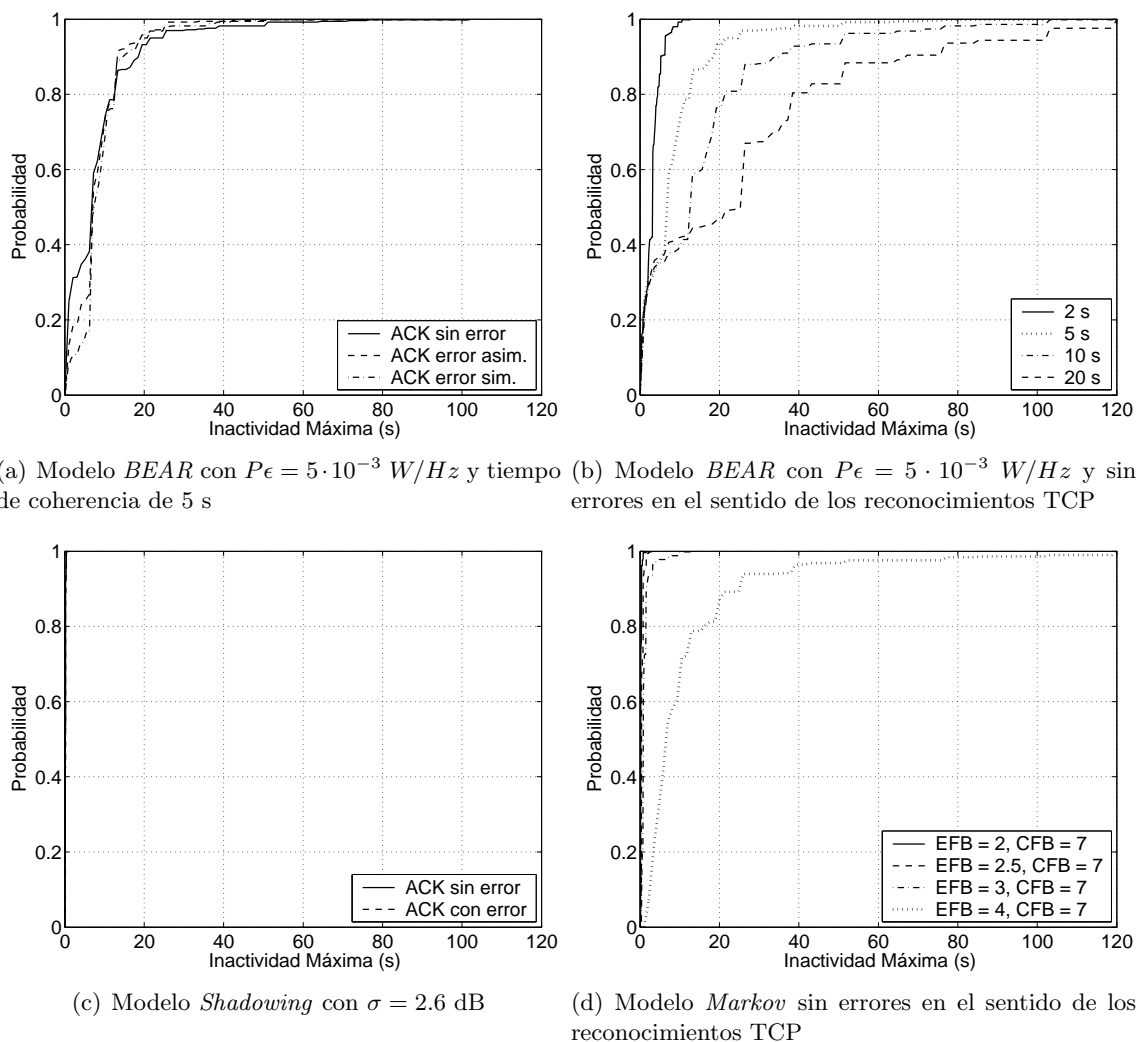 1
0.8
0.6
0.4
0.2
0
0 20 40 60 80 100 120
Probabilidad
Inactividad Máxima (s)
ACK sin error
ACK error asim.
ACK error sim.
1
0.8
0.6
0.4
0.2
0
0 20 40 60 80 100 120
Probabilidad
Inactividad Máxima (s)
2 s
5 s
10 s
20 s
(a) Modelo BEAR con Pϵ = 5·10⁻³ W/Hz y tiempo
de coherencia de 5 s
(b) Modelo BEAR con Pϵ = 5 · 10⁻³ W/Hz y sin
errores en el sentido de los reconocimientos TCP
1
0.8
0.6
0.4
0.2
0
0 20 40 60 80 100 120
Probabilidad
Inactividad Máxima (s)
ACK sin error
ACK con error
1
0.8
0.6
0.4
0.2
0
0 20 40 60 80 100 120
Probabilidad
Inactividad Máxima (s)
EFB = 2, CFB = 7
EFB = 2.5, CFB = 7
EFB = 3, CFB = 7
EFB = 4, CFB = 7
(c) Modelo Shadowing con σ = 2.6 dB
(d) Modelo Markov sin errores en el sentido de los
reconocimientos TCP